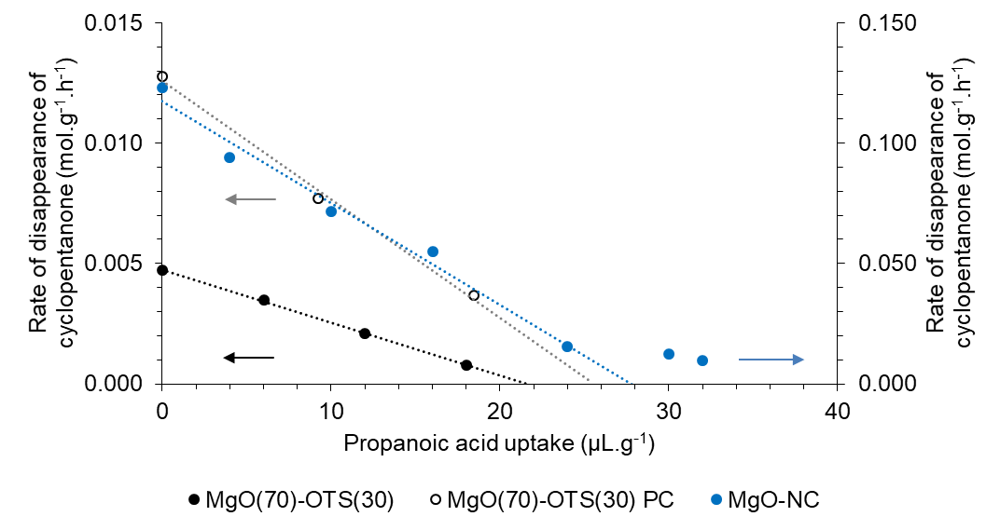 Rate of disappearance of
cyclopentanone (mol.g⁻¹.h⁻¹)
0.015
0.010
0.005
0.000
0.150
0.100
0.050
0.000
Rate of disappearance of
cyclopentanone (mol.g⁻¹.h⁻¹)
0 10 20 30 40
Propanoic acid uptake (µL.g⁻¹)
MgO(70)-OTS(30) MgO(70)-OTS(30) PC MgO-NC